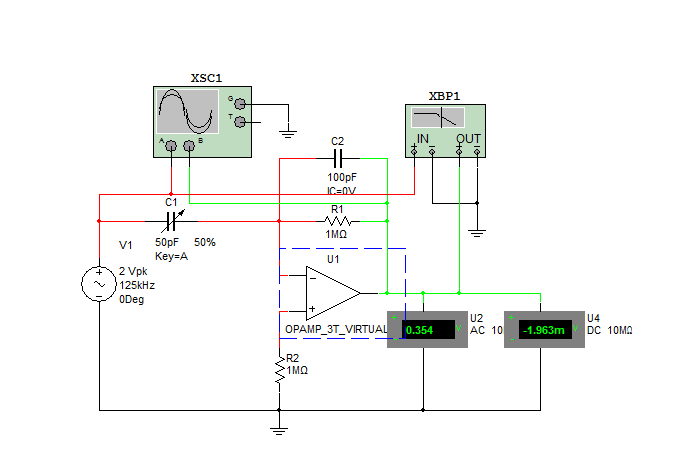 XSC1
G
T
A
B
XBP1
IN
OUT
+
−
+
−
C2
100pF
IC=0V
C1
50pF
50%
Key=A
R1
1MΩ
V1
2 Vpk
125kHz
0Deg
+
−
U1
−
+
OPAMP_3T_VIRTUAL
R2
1MΩ
+
0.354
V
U2
AC 10
+
-
-1.963m
V
U4
DC 10MΩ